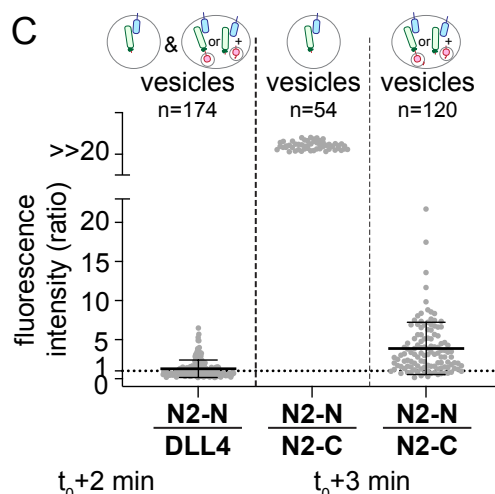 C
& or + or +
vesicles vesicles vesicles
n=174 n=54 n=120
>>20
20
15
10
5
1
0
fluorescence
intensity (ratio)
N2-N N2-N N2-N
DLL4 N2-C N2-C
t₀+2 min t₀+3 min